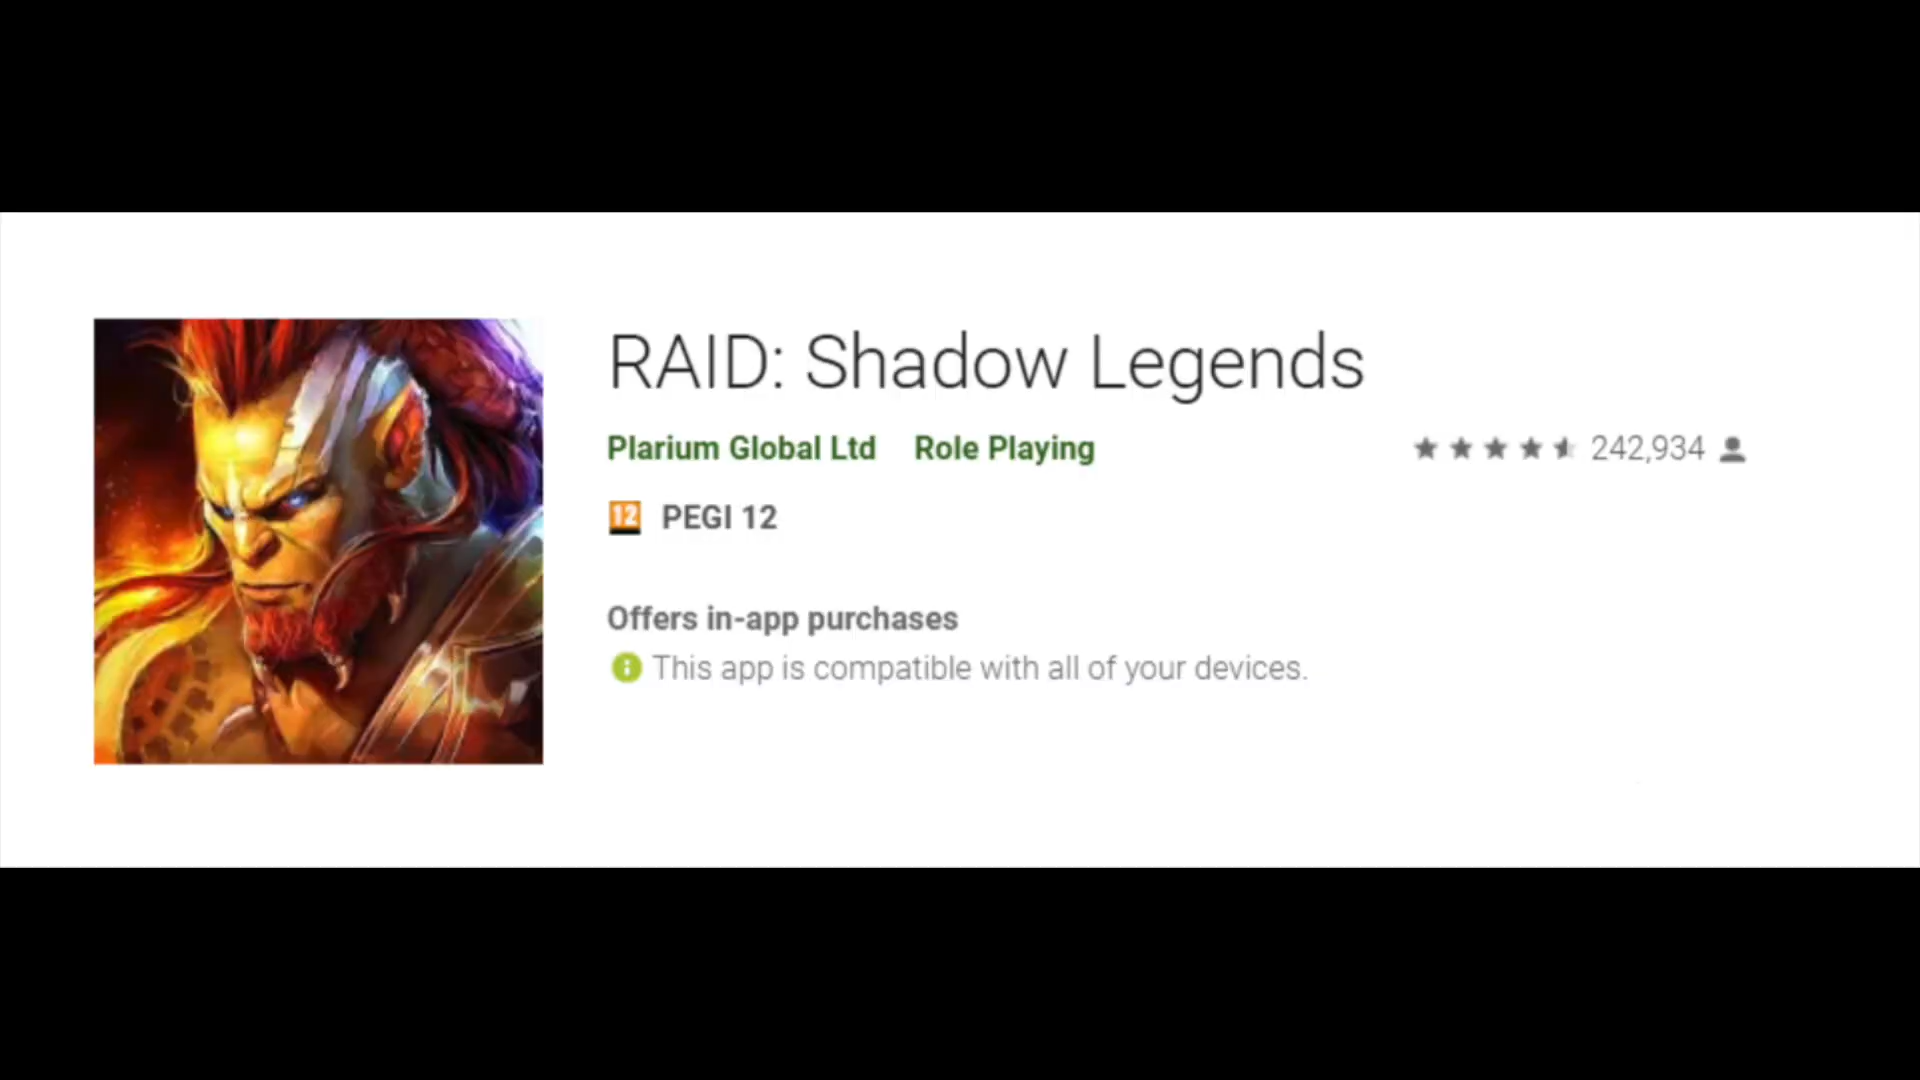 RAID: Shadow Legends
Plarium Global Ltd Role Playing 242,934
12 PEGI 12
Offers in-app purchases
This app is compatible with all of your devices.